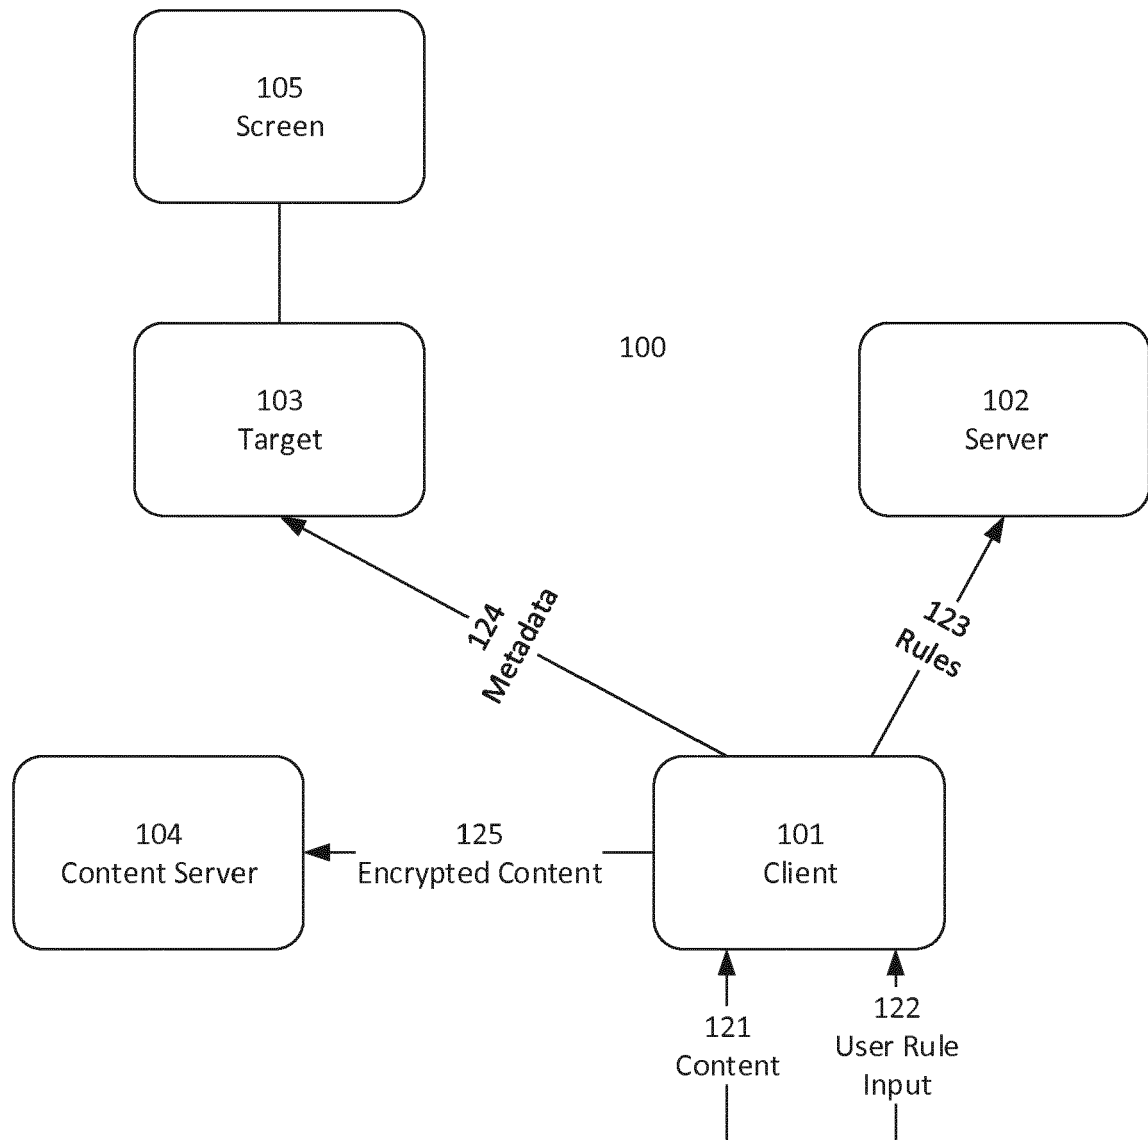 105
Screen
100
103
Target
102
Server
124
Metadata
123
Rules
104
Content Server
125
Encrypted Content
101
Client
121
Content
122
User Rule
Input